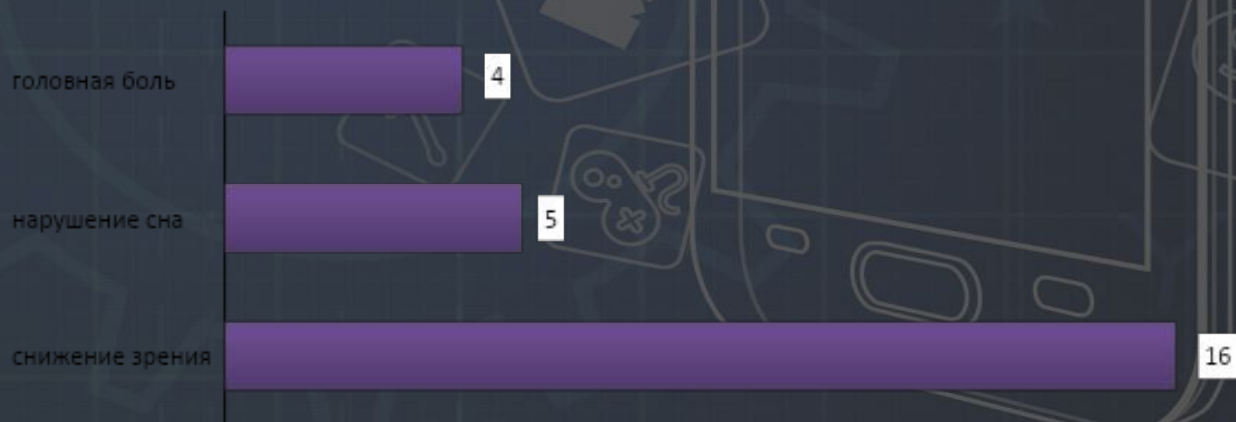 головная боль 4
нарушение сна 5
снижение зрения 16